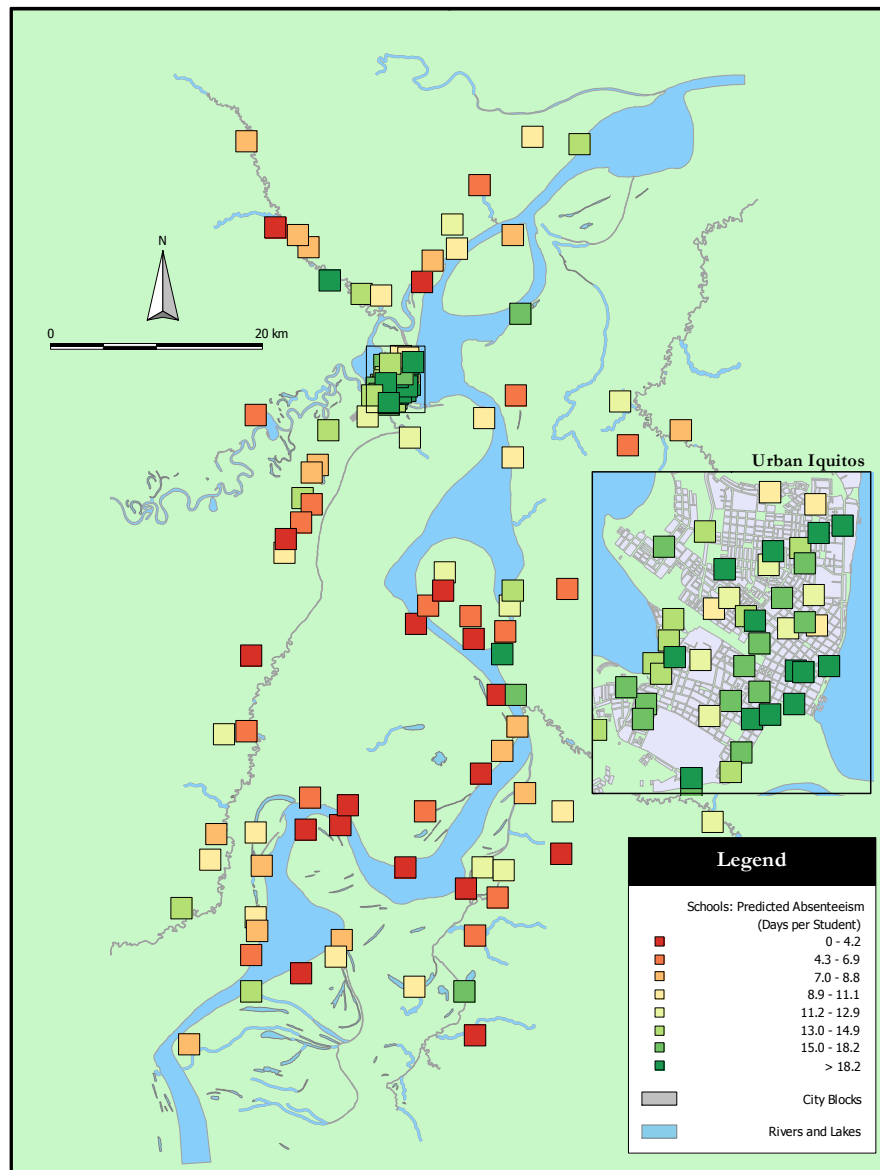 N
0 20 km
Urban Iquitos
Legend
Schools: Predicted Absenteeism
(Days per Student)
0 - 4.2
4.3 - 6.9
7.0 - 8.8
8.9 - 11.1
11.2 - 12.9
13.0 - 14.9
15.0 - 18.2
> 18.2
City Blocks
Rivers and Lakes